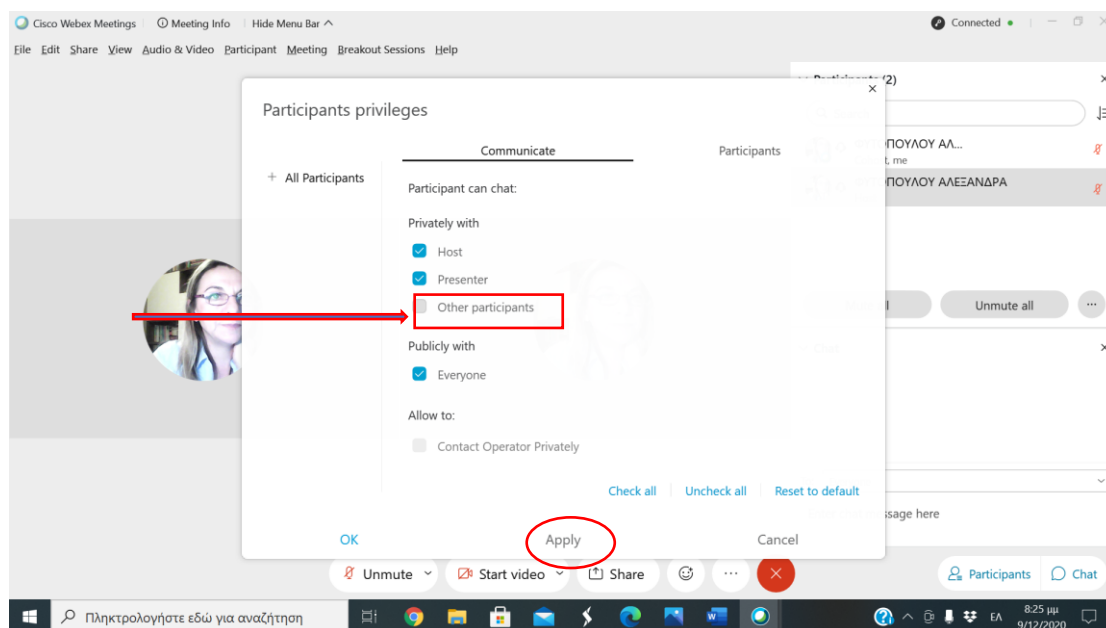 Cisco Webex Meetings Meeting Info Hide Menu Bar Connected
File Edit Share View Audio & Video Participant Meeting Breakout Sessions Help
Participants (2)
Participants privileges
Communicate Participants
ΠΟΥΛΟΥ ΑΛ...
, me
ΠΟΥΛΟΥ ΑΛΕΞΑΝΔΡΑ
+ All Participants
Participant can chat:
Privately with
Host
Presenter
Other participants
Unmute all
Publicly with
Everyone
Allow to:
Contact Operator Privately
Check all Uncheck all Reset to default
ssage here
OK Apply Cancel
Unmute Start video Share
Participants Chat
Πληκτρολογήστε εδώ για αναζήτηση
ΕΛ 8:25 μμ
9/12/2020